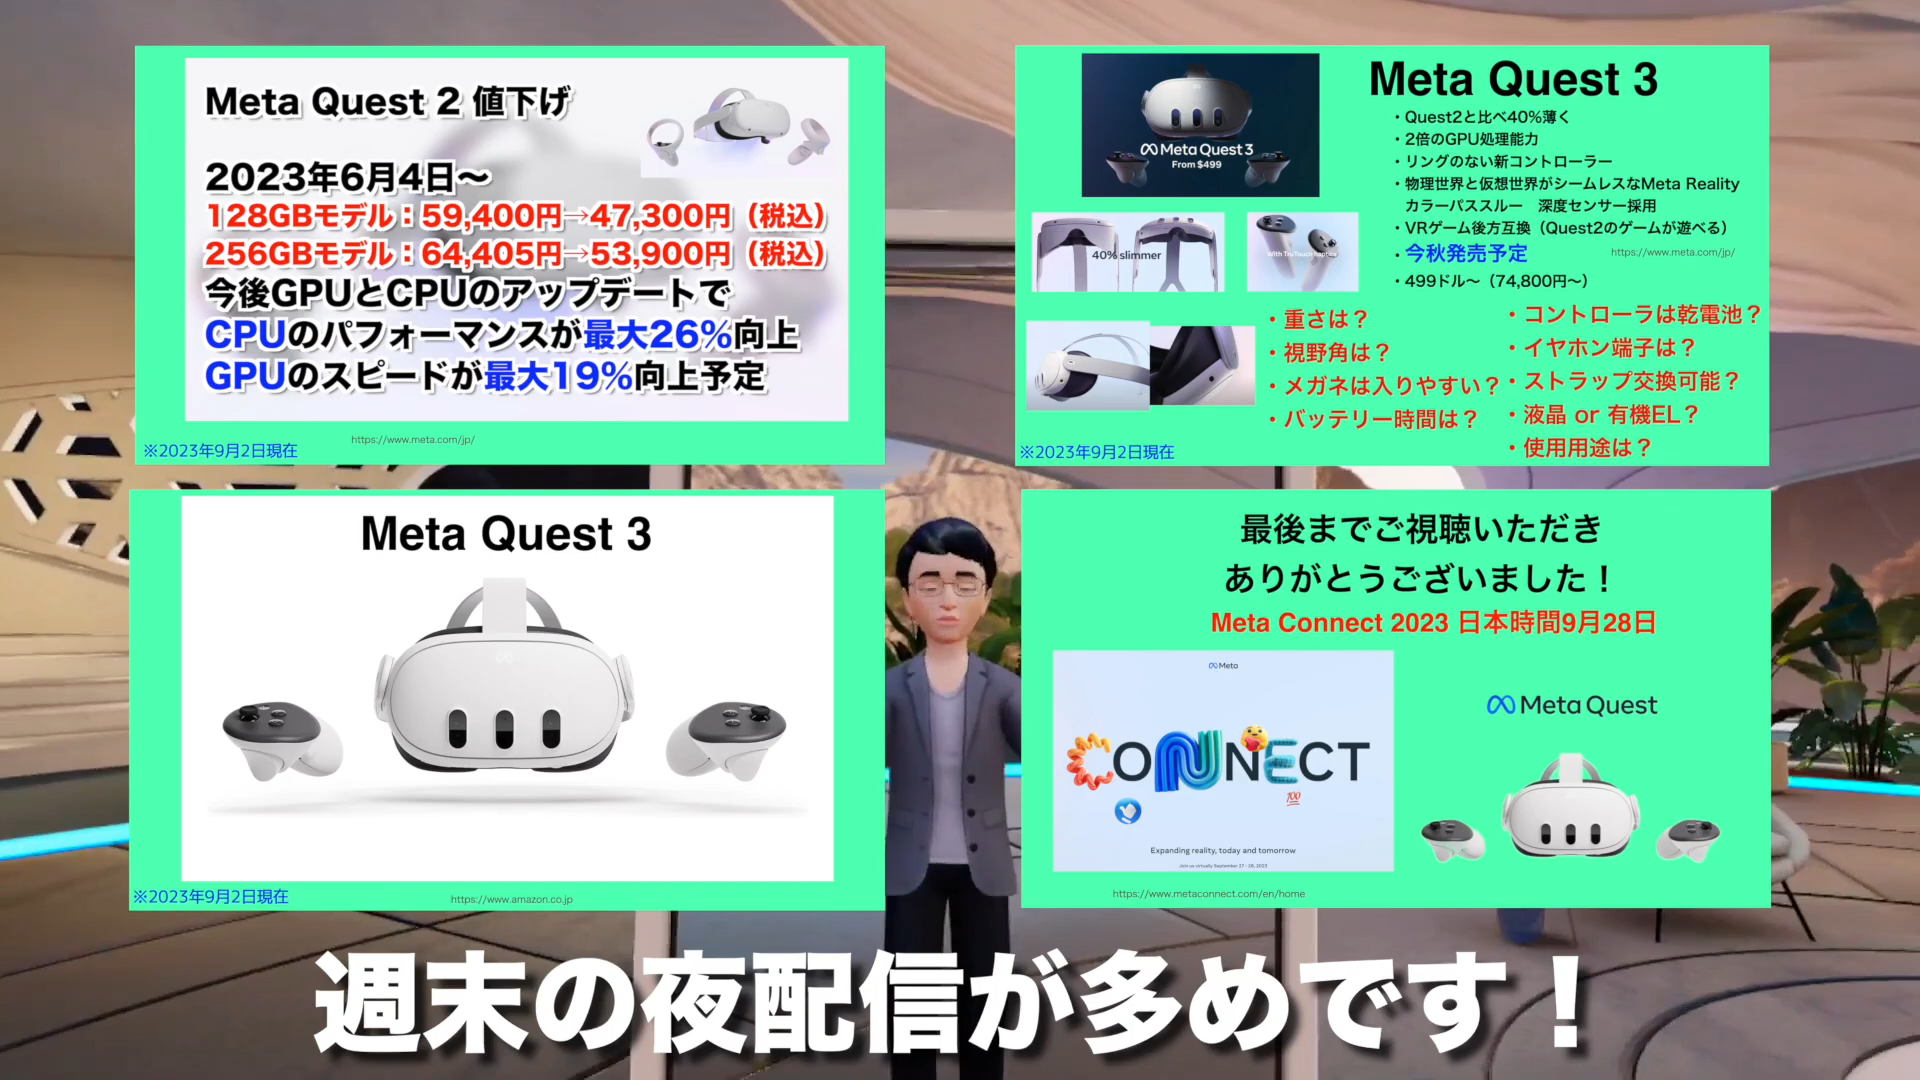 Meta Quest 2 値下げ
2023年6月4日〜
128GBモデル：59,400円→47,300円（税込）
256GBモデル：64,405円→53,900円（税込）
今後GPUとCPUのアップデートで
CPUのパフォーマンスが最大26%向上
GPUのスピードが最大19%向上予定
※2023年9月2日現在
https://www.meta.com/jp/
Meta Quest 3
・Quest2と比べ40%薄く
・2倍のGPU処理能力
・リングのない新コントローラー
・物理世界と仮想世界がシームレスなMeta Reality
カラーパススルー　深度センサー採用
・VRゲーム後方互換（Quest2のゲームが遊べる）
・今秋発売予定
https://www.meta.com/jp/
・499ドル〜（74,800円〜）
Meta Quest 3
From $499
40% slimmer
With TruTouch haptics
・重さは？
・視野角は？
・メガネは入りやすい？
・バッテリー時間は？
・コントローラは乾電池？
・イヤホン端子は？
・ストラップ交換可能？
・液晶 or 有機EL？
・使用用途は？
※2023年9月2日現在
Meta Quest 3
※2023年9月2日現在
https://www.amazon.co.jp
最後までご視聴いただき
ありがとうございました！
Meta Connect 2023 日本時間9月28日
Meta
CONNECT
100
Expanding reality, today and tomorrow
Join us virtually September 27 - 28, 2023
Meta Quest
https://www.metaconnect.com/en/home
週末の夜配信が多めです！